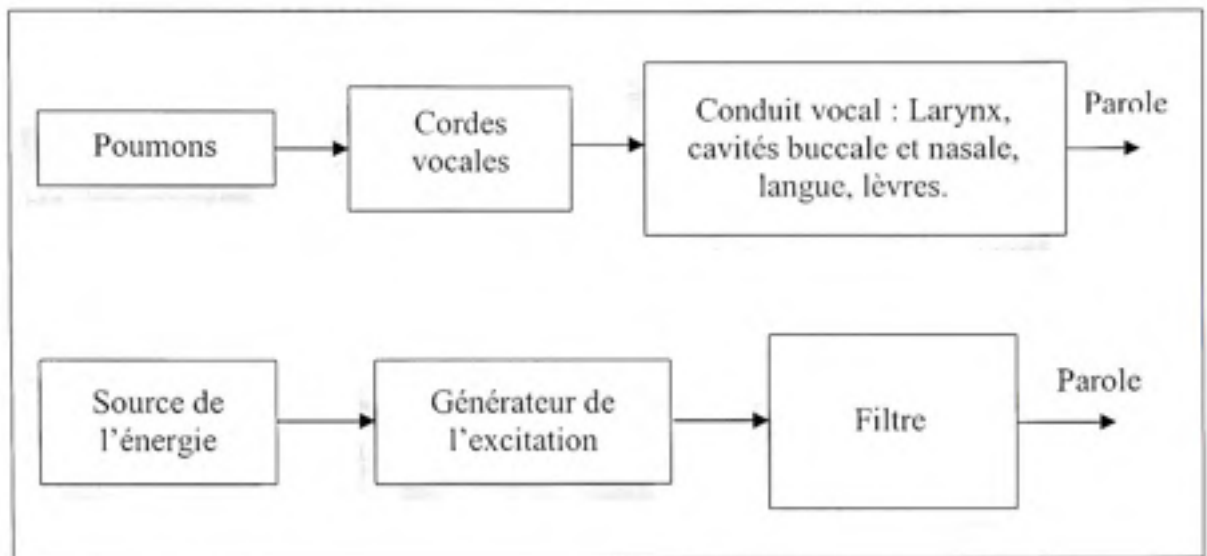 Poumons
Cordes
vocales
Conduit vocal : Larynx,
cavités buccale et nasale,
langue, lèvres.
Parole
Source de
l'énergie
Générateur de
l'excitation
Filtre
Parole